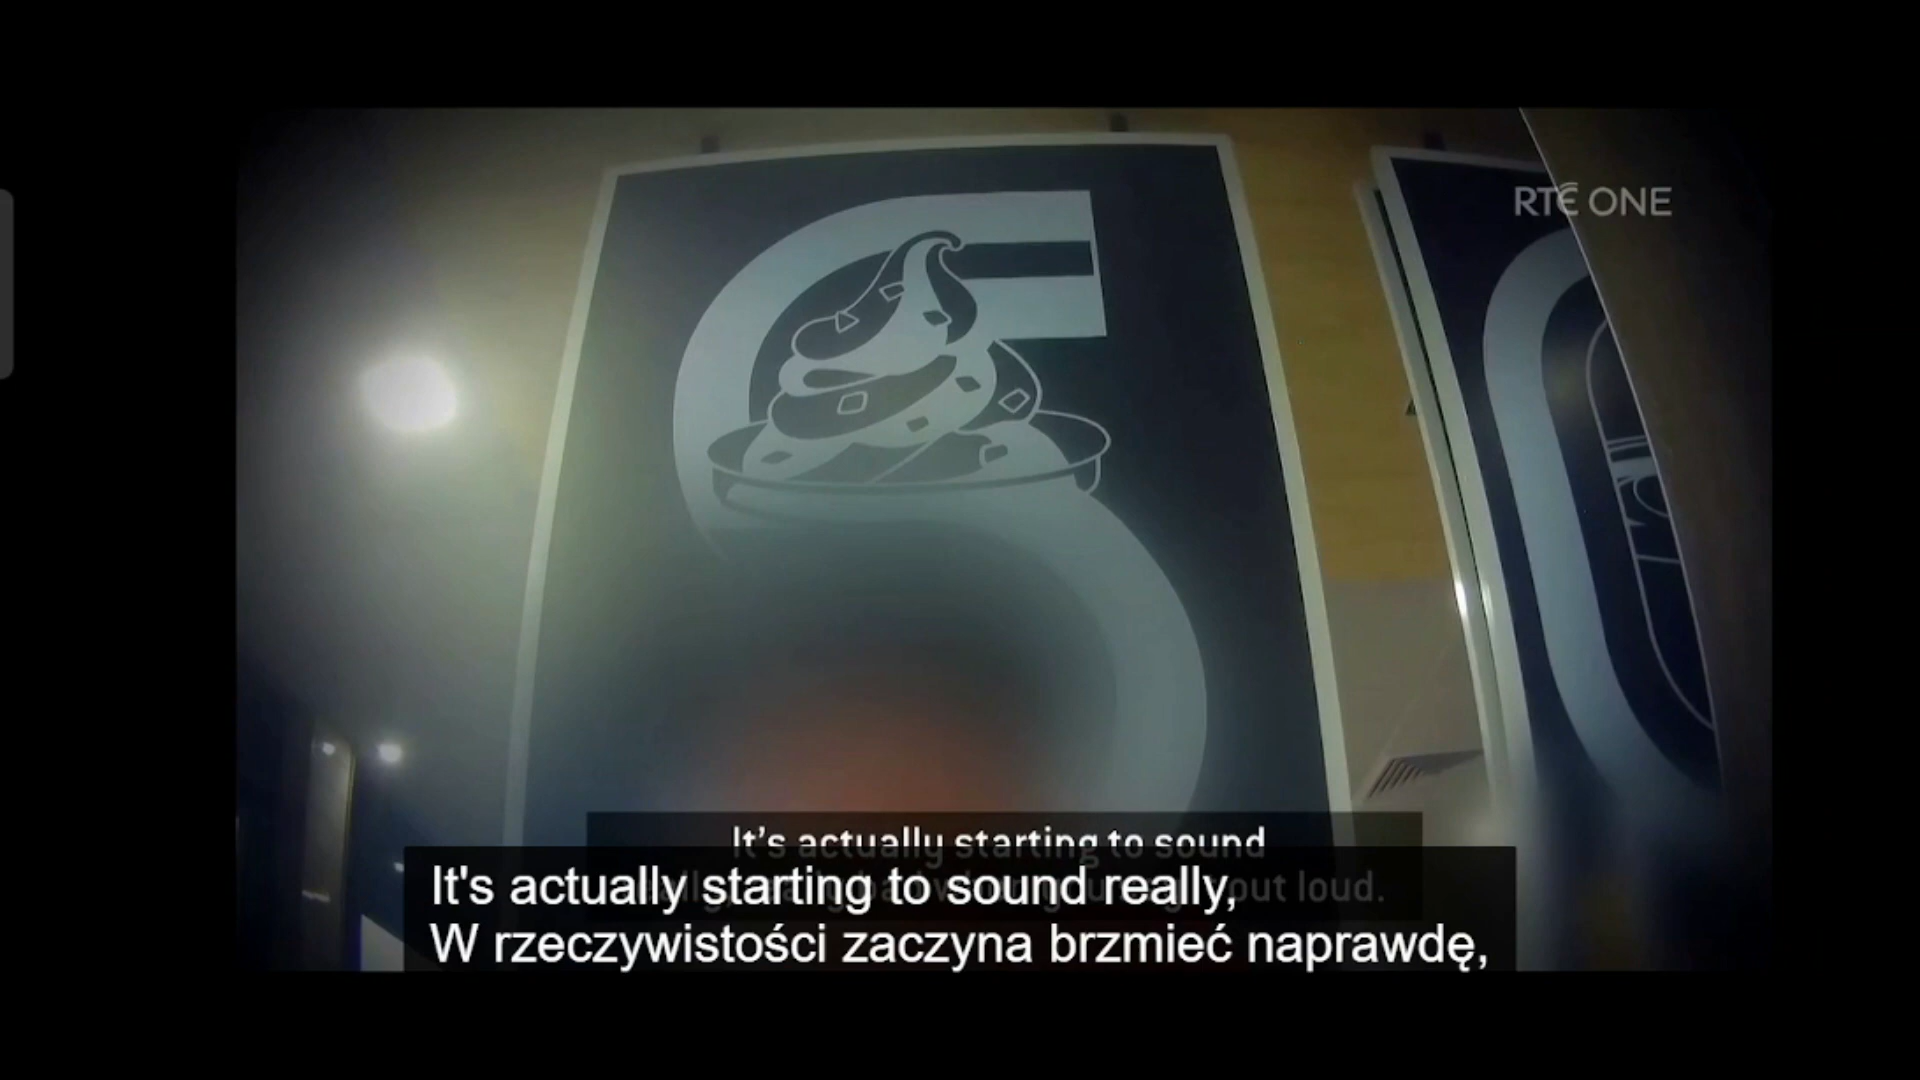 RTÉ ONE
It's actually starting to sound
out loud.
It's actually starting to sound really,
W rzeczywistości zaczyna brzmieć naprawdę,